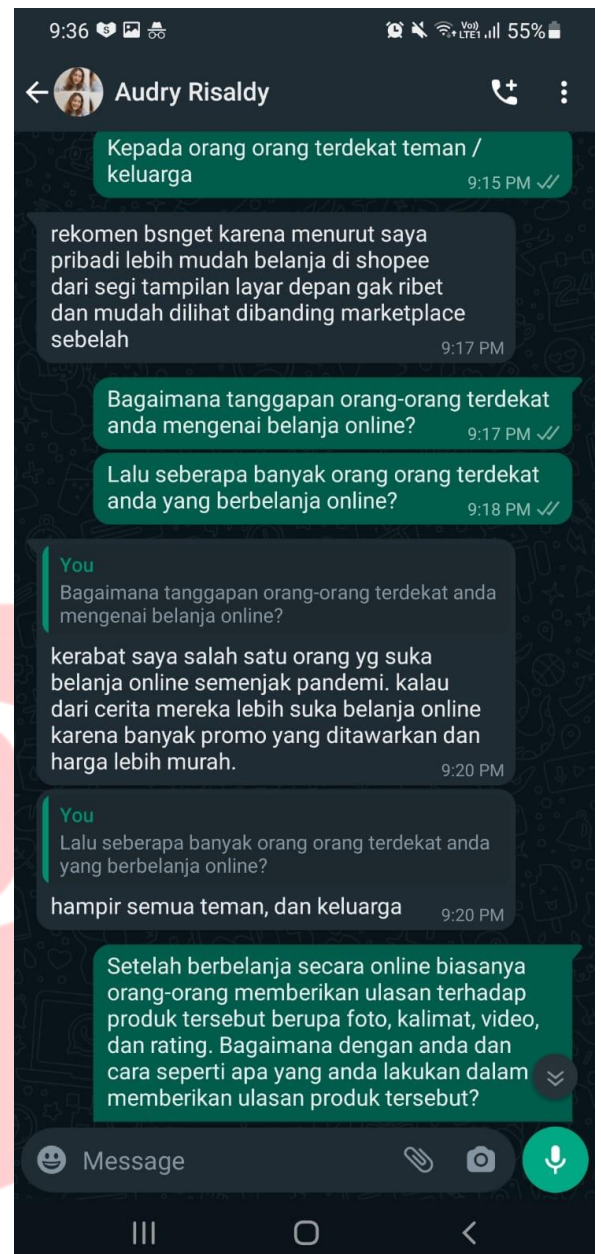 9:36
Vo))
LTE1
55%
Audry Risaldy
Kepada orang orang terdekat teman /
keluarga
9:15 PM
rekomen bsnget karena menurut saya
pribadi lebih mudah belanja di shopee
dari segi tampilan layar depan gak ribet
dan mudah dilihat dibanding marketplace
sebelah
9:17 PM
Bagaimana tanggapan orang-orang terdekat
anda mengenai belanja online?
9:17 PM
Lalu seberapa banyak orang orang terdekat
anda yang berbelanja online?
9:18 PM
You
Bagaimana tanggapan orang-orang terdekat anda
mengenai belanja online?
kerabat saya salah satu orang yg suka
belanja online semenjak pandemi. kalau
dari cerita mereka lebih suka belanja online
karena banyak promo yang ditawarkan dan
harga lebih murah.
9:20 PM
You
Lalu seberapa banyak orang orang terdekat anda
yang berbelanja online?
hampir semua teman, dan keluarga
9:20 PM
Setelah berbelanja secara online biasanya
orang-orang memberikan ulasan terhadap
produk tersebut berupa foto, kalimat, video,
dan rating. Bagaimana dengan anda dan
cara seperti apa yang anda lakukan dalam
memberikan ulasan produk tersebut?
Message